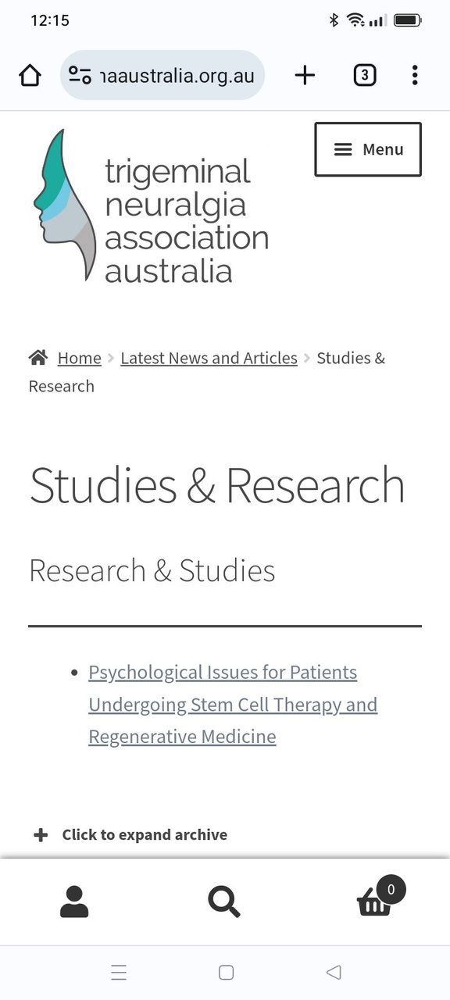 12:15
naaustralia.org.au
3
Menu
trigeminal
neuralgia
association
australia
Home > Latest News and Articles > Studies &
Research
Studies & Research
Research & Studies
• Psychological Issues for Patients
Undergoing Stem Cell Therapy and
Regenerative Medicine
+ Click to expand archive
0